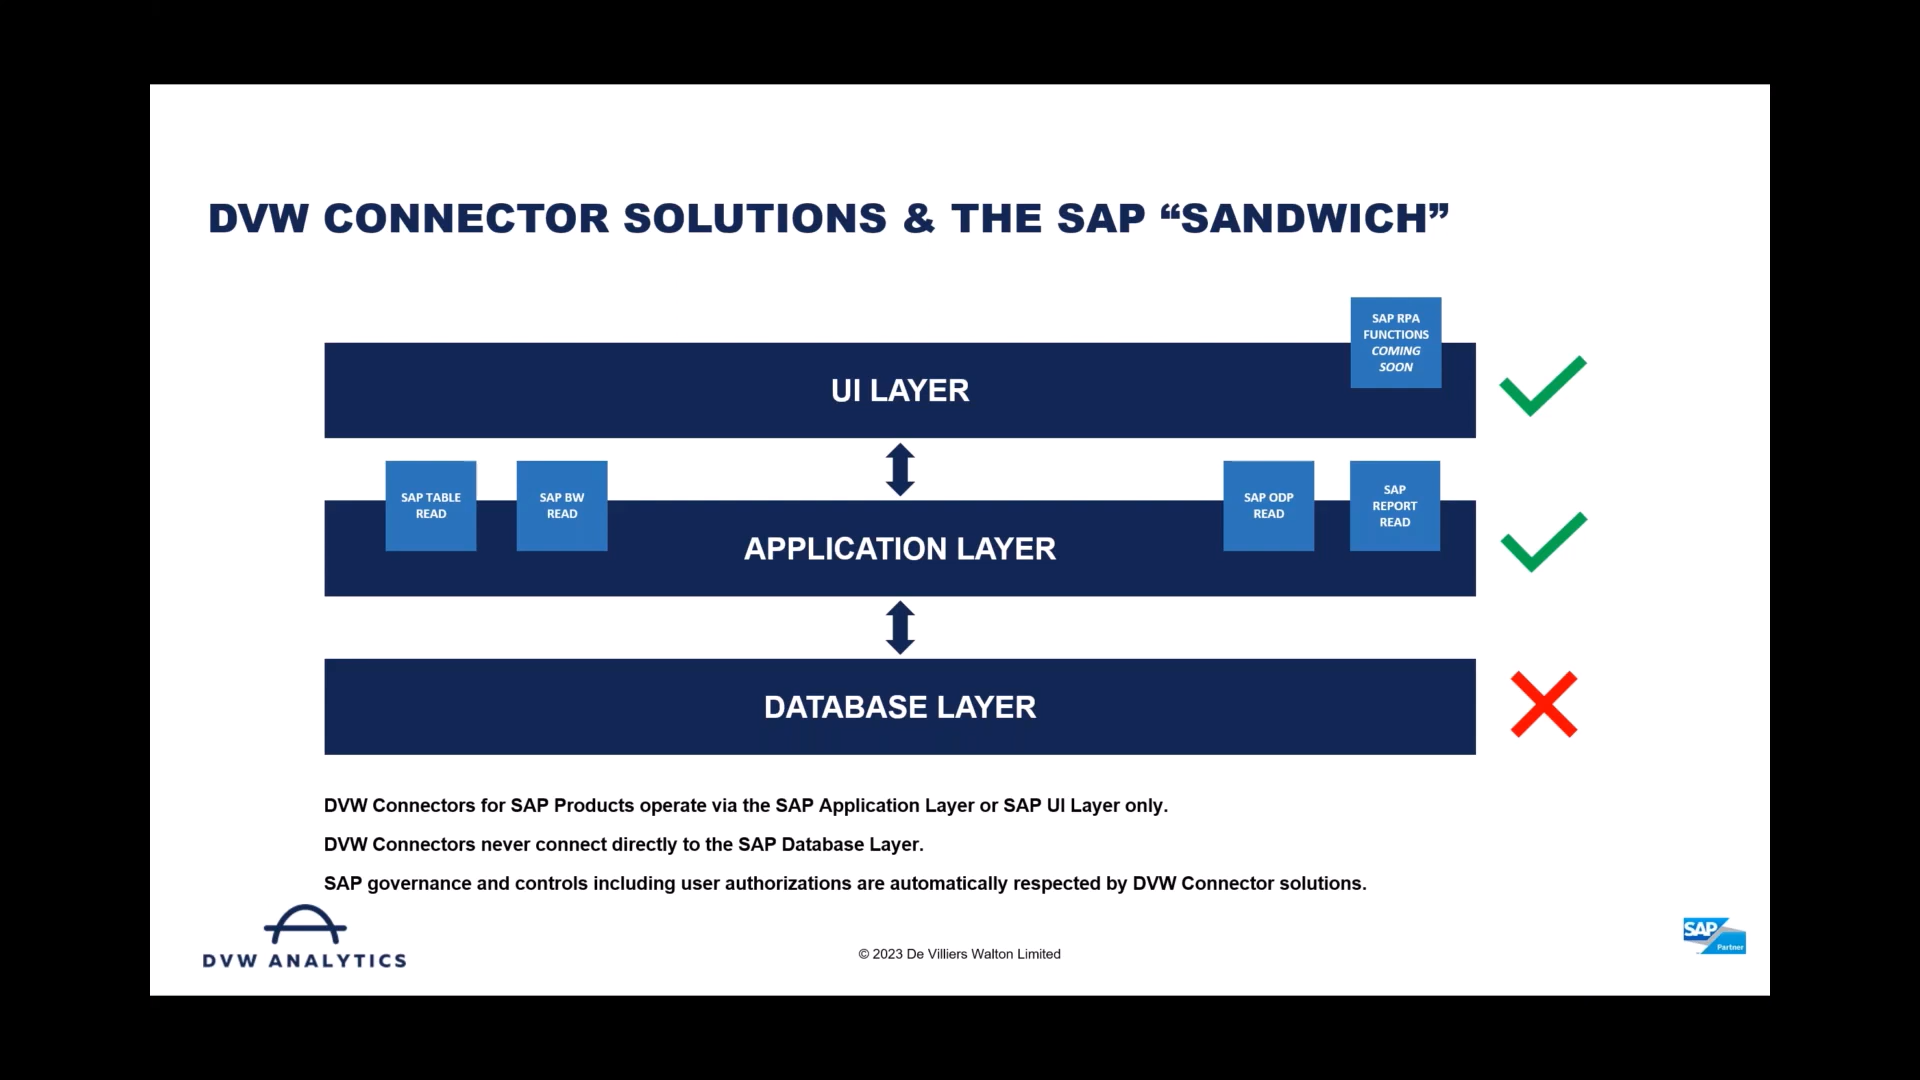 DVW CONNECTOR SOLUTIONS & THE SAP “SANDWICH”
SAP RPA
FUNCTIONS
COMING
SOON
UI LAYER
SAP TABLE
READ
SAP BW
READ
SAP ODP
READ
SAP
REPORT
READ
APPLICATION LAYER
DATABASE LAYER
DVW Connectors for SAP Products operate via the SAP Application Layer or SAP UI Layer only.
DVW Connectors never connect directly to the SAP Database Layer.
SAP governance and controls including user authorizations are automatically respected by DVW Connector solutions.
DVW ANALYTICS
© 2023 De Villiers Walton Limited
SAP
Partner